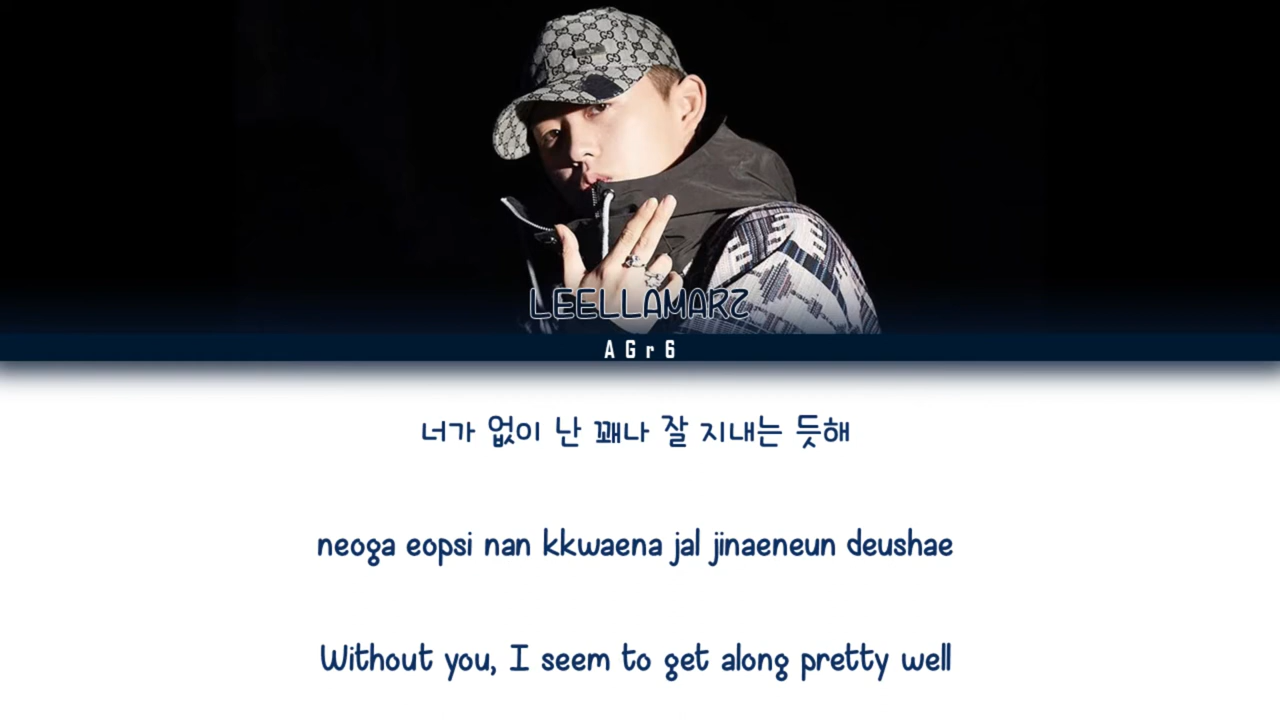 LEELLAMARZ
AGr6
너가 없이 난 꽤나 잘 지내는 듯해
neoga eopsi nan kkwaena jal jinaeneun deushae
Without you, I seem to get along pretty well